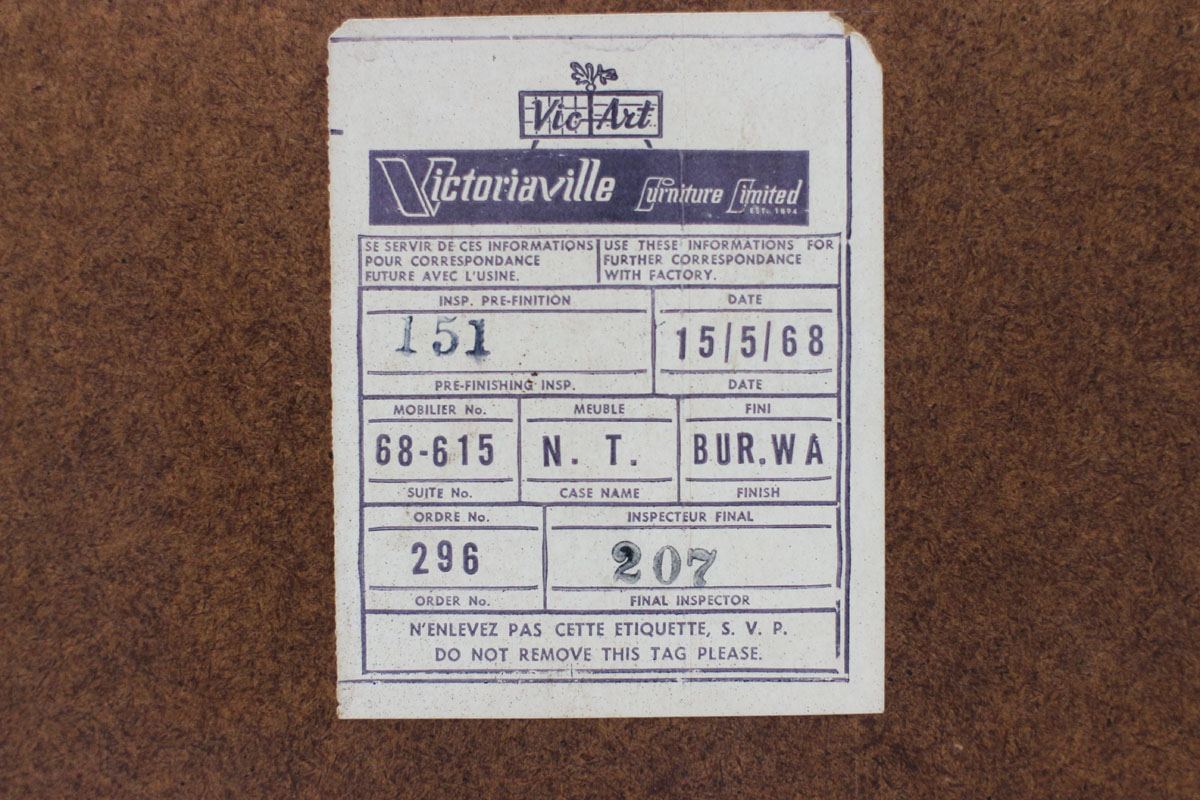 Vic Art
Victoriaville Furniture Limited
EST. 1894
SE SERVIR DE CES INFORMATIONS
POUR CORRESPONDANCE
FUTURE AVEC L'USINE.
USE THESE INFORMATIONS FOR
FURTHER CORRESPONDANCE
WITH FACTORY.
INSP. PRE-FINITION
151
PRE-FINISHING INSP.
DATE
15/5/68
DATE
MOBILIER No.
68-615
SUITE No.
MEUBLE
N. T.
CASE NAME
FINI
BUR.WA
FINISH
ORDRE No.
296
ORDER No.
INSPECTEUR FINAL
207
FINAL INSPECTOR
N'ENLEVEZ PAS CETTE ETIQUETTE, S. V. P.
DO NOT REMOVE THIS TAG PLEASE.